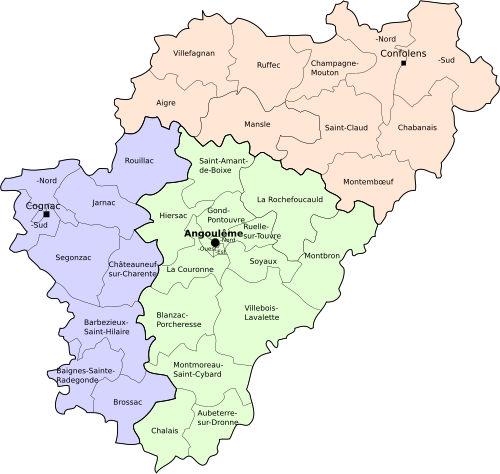 -Nord
Confolens
-Sud
Villefagnan
Ruffec
Champagne-
Mouton
Aigre
Mansle
Saint-Claud
Chabanais
Montembœuf
Rouillac
Saint-Amant-
de-Boixe
-Nord
Cognac
-Sud
Jarnac
La Rochefoucauld
Hiersac
Gond-
Pontouvre
Ruelle-
sur-Touvre
Angoulême
-Nord
-Ouest
-Est
Segonzac
Châteauneuf-
sur-Charente
La Couronne
Soyaux
Montbron
Barbezieux-
Saint-Hilaire
Blanzac-
Porcheresse
Villebois-
Lavalette
Baignes-Sainte-
Radegonde
Montmoreau-
Saint-Cybard
Brossac
Aubeterre-
sur-Dronne
Chalais